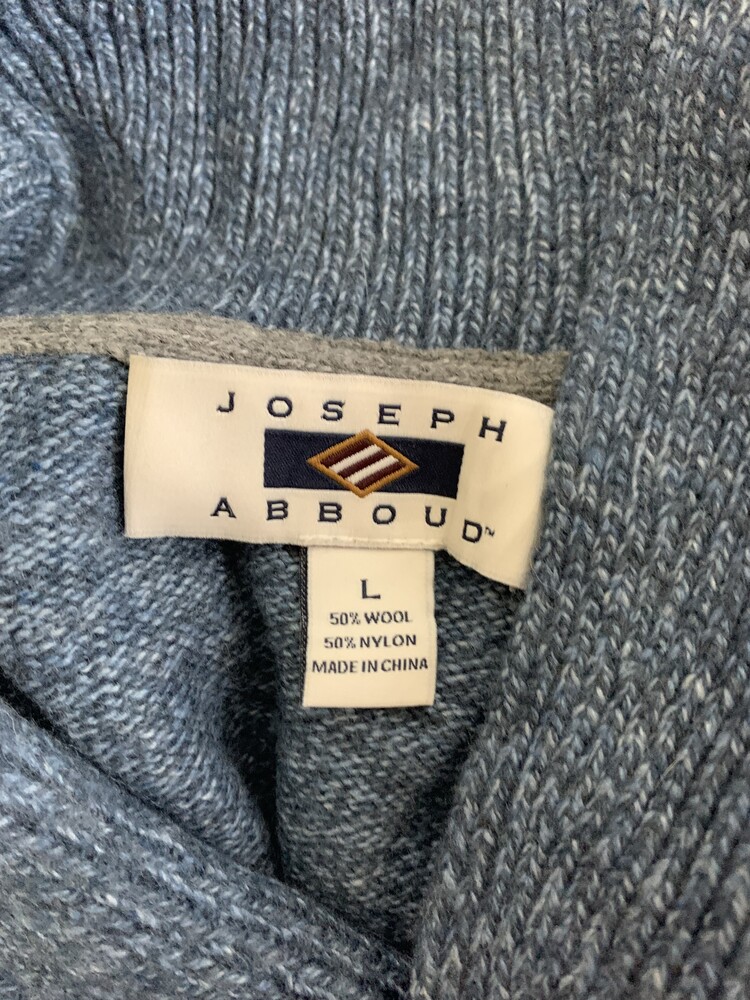 JOSEPH
ABBOUD™
L
50% WOOL
50% NYLON
MADE IN CHINA